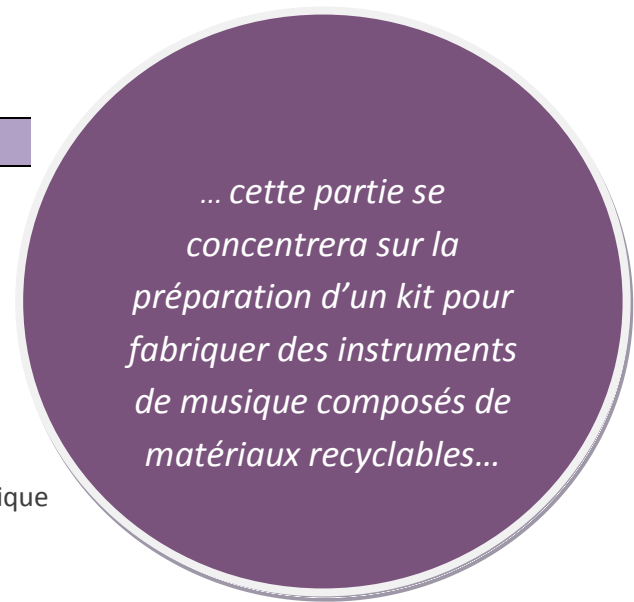 ... cette partie se
concentrera sur la
préparation d’un kit pour
fabriquer des instruments
de musique composés de
matériaux recyclables…
ique